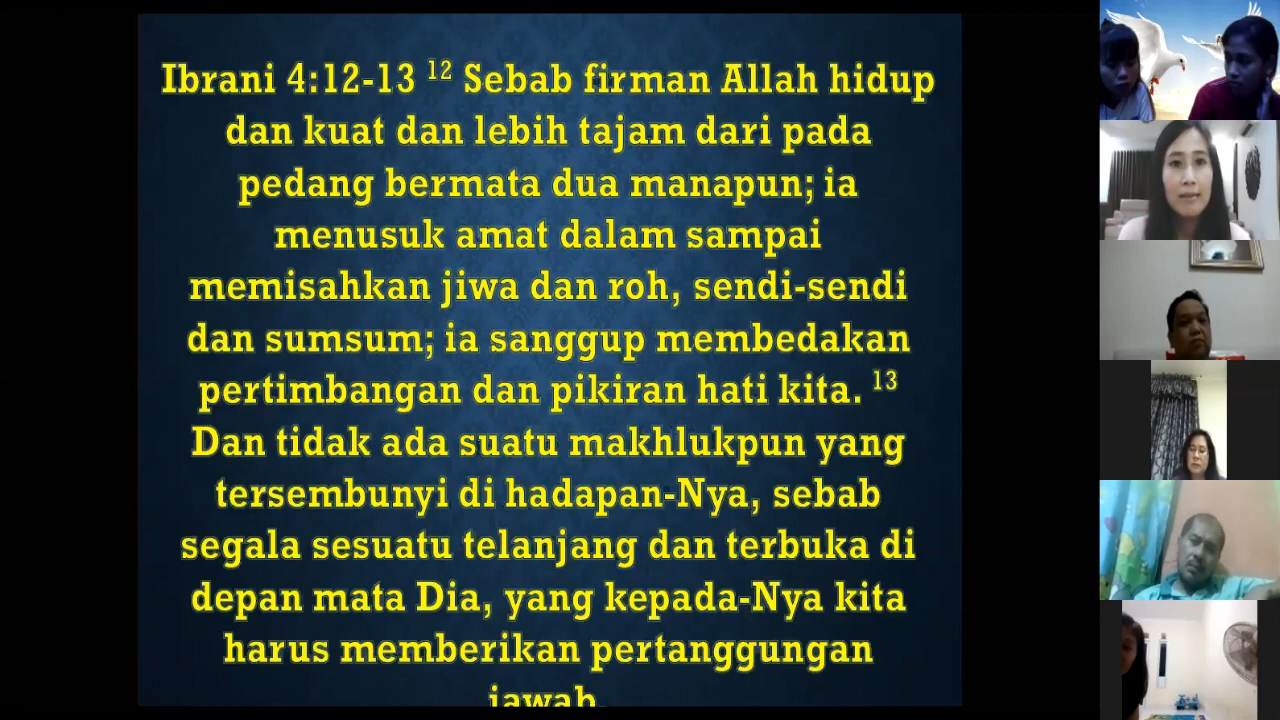 Ibrani 4:12-13 12 Sebab firman Allah hidup
dan kuat dan lebih tajam dari pada
pedang bermata dua manapun; ia
menusuk amat dalam sampai
memisahkan jiwa dan roh, sendi-sendi
dan sumsum; ia sanggup membedakan
pertimbangan dan pikiran hati kita. 13
Dan tidak ada suatu makhlukpun yang
tersembunyi di hadapan-Nya, sebab
segala sesuatu telanjang dan terbuka di
depan mata Dia, yang kepada-Nya kita
harus memberikan pertanggungan
jawab.